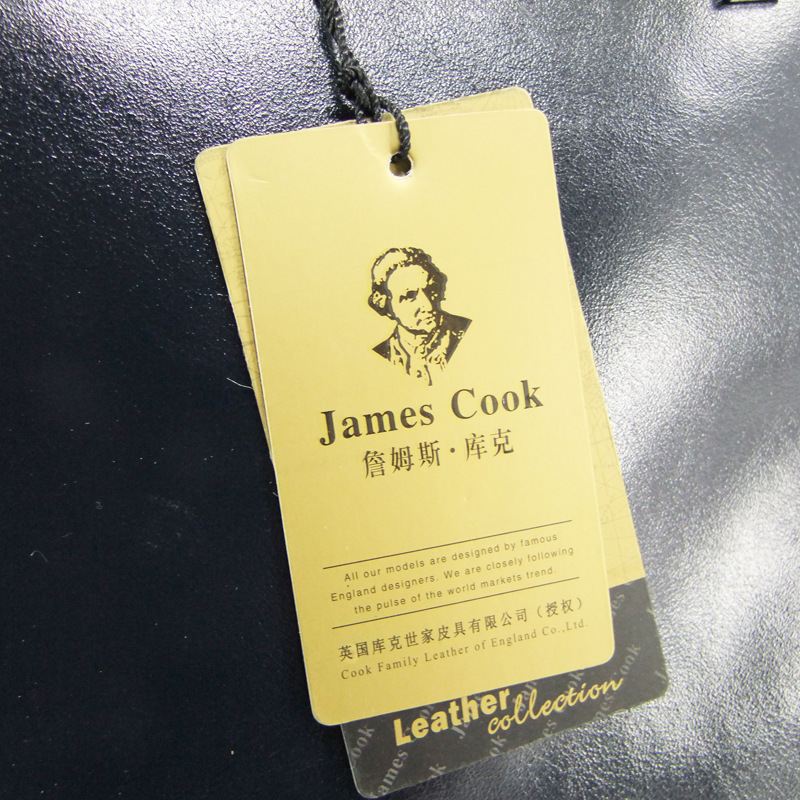 James Cook
詹姆斯·库克
All our models are designed by famous
England designers. We are closely following
the pulse of the world markets trend.
英国库克世家皮具有限公司（授权）
Cook Family Leather of England Co.,Ltd.
Leather collection
James Cook